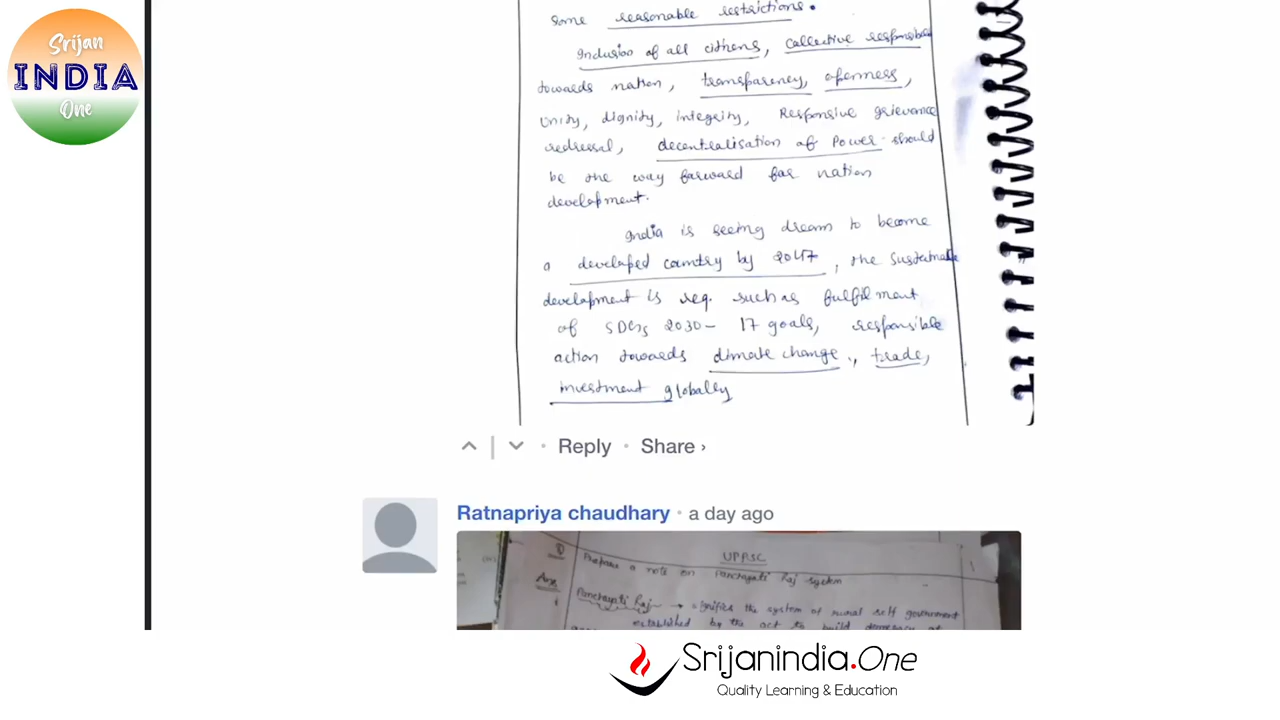 Srijan
INDIA
One
Some reasonable restrictions.
Inclusion of all citizens, collective responsible
towards nation, transparency, openness,
Unity, dignity, integrity, Responsive grievance
redressal, decentralisation of Power should
be the way forward for nation
development.
India is seeing dream to become
a developed country by 2047, the Sustainable
development is req. such as fulfilment
of SDGs 2030 - 17 goals, responsible
action towards climate change, trade,
investment globally
Reply • Share ›
Ratnapriya chaudhary • a day ago
UPPSC
Q Prepare a note on Panchayati Raj System
Ans.
Panchayati Raj → signifies the system of rural self government
established by the act to build democracy at
Srijanindia.One
Quality Learning & Education